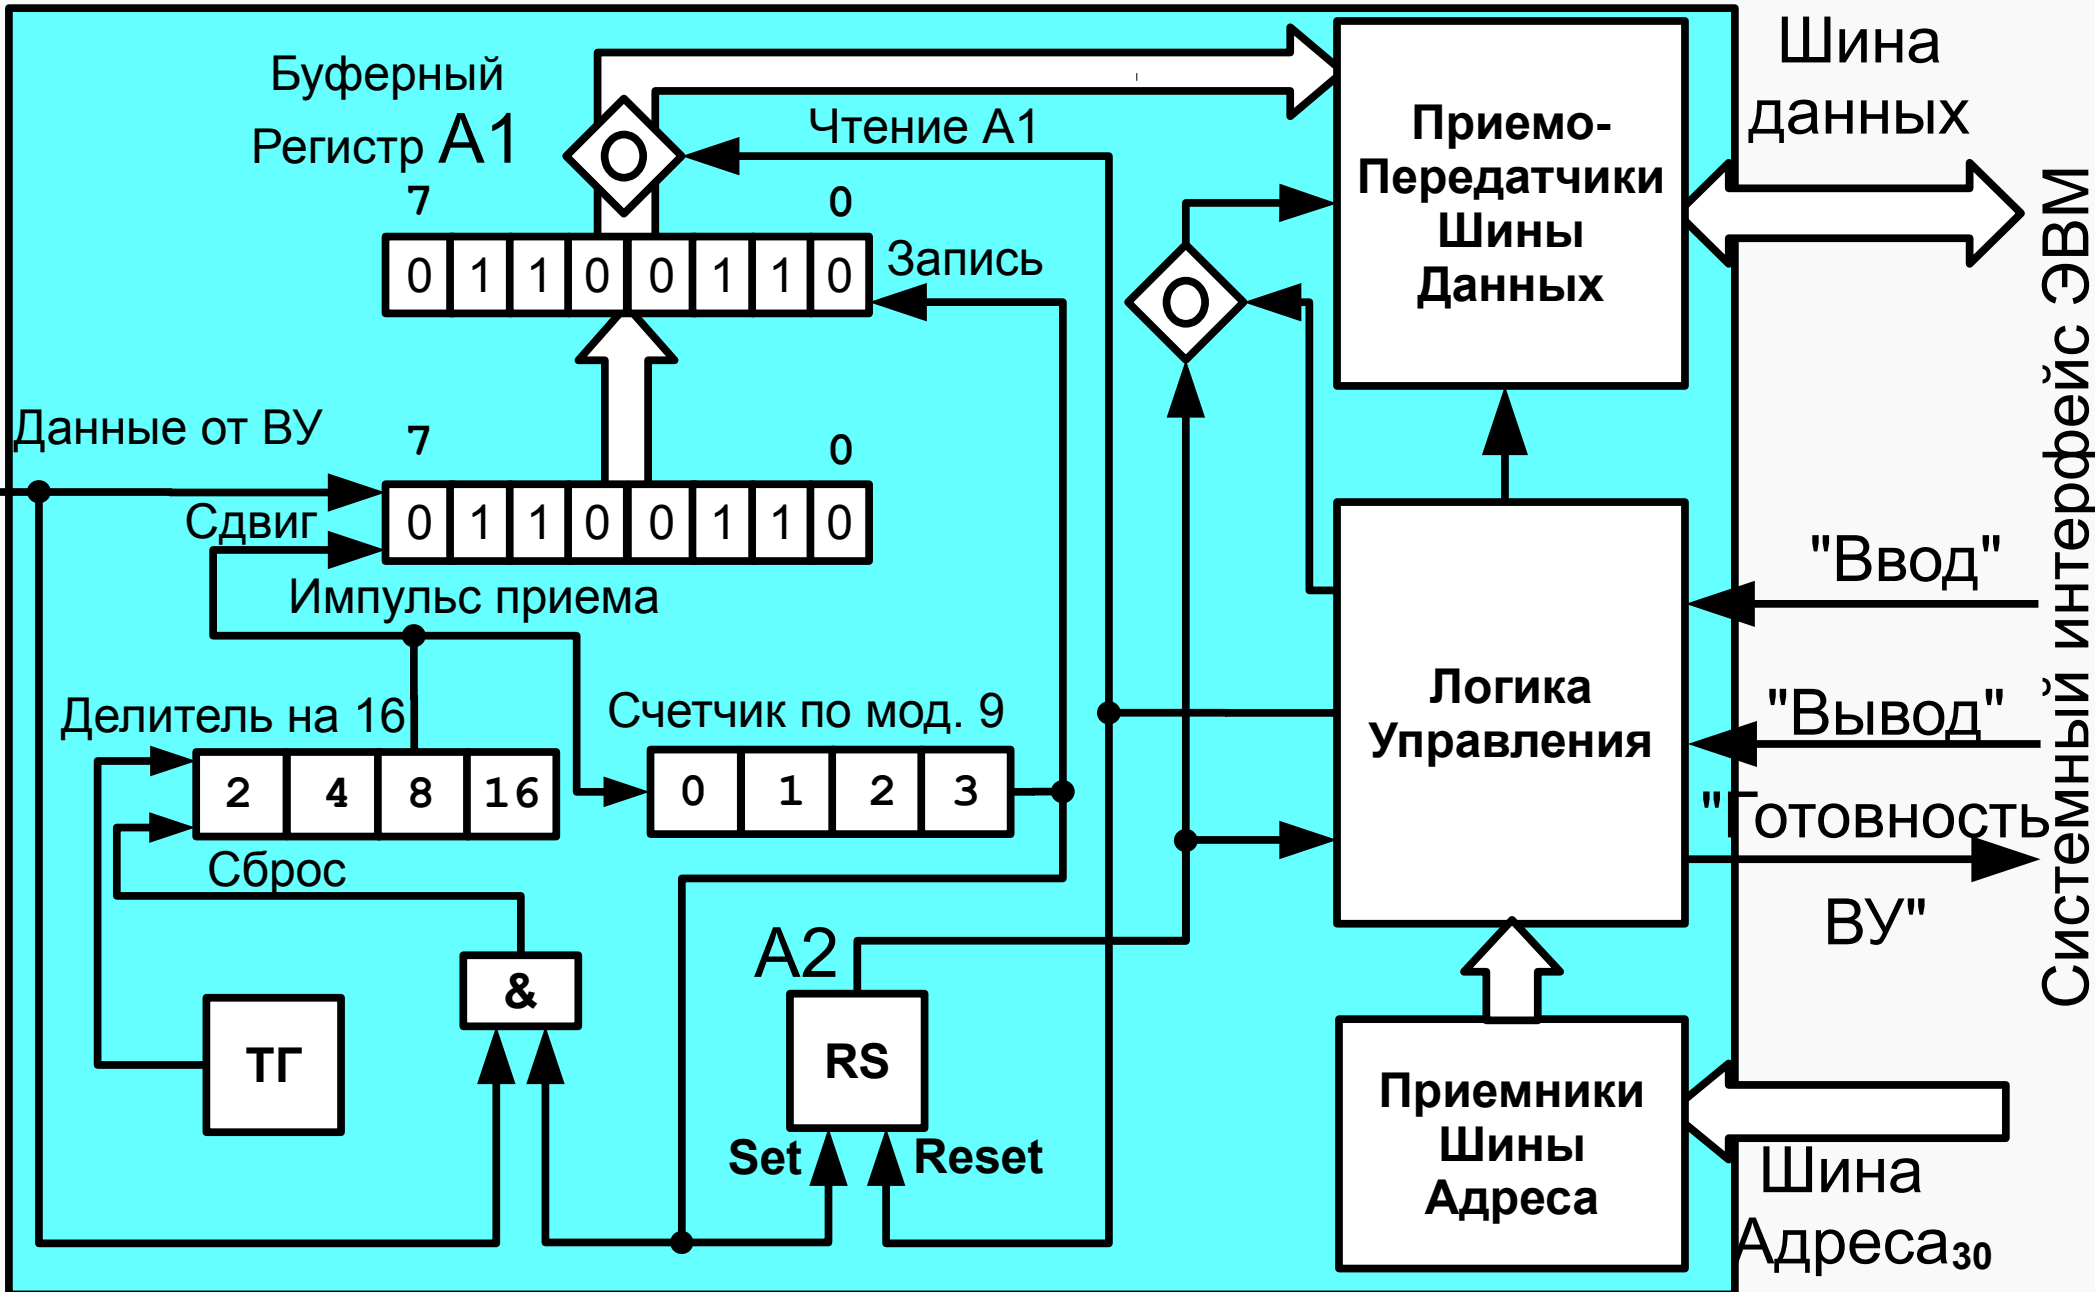 Буферный
Регистр А1
7 0
0 1 1 0 0 1 1 0
Чтение А1
Запись
Данные от ВУ
7 0
0 1 1 0 0 1 1 0
Сдвиг
Импульс приема
Делитель на 16
2 4 8 16
Сброс
Счетчик по мод. 9
0 1 2 3
&
ТГ
А2
RS
Set
Reset
Приемо-
Передатчики
Шины
Данных
Логика
Управления
Приемники
Шины
Адреса
Шина
данных
"Ввод"
"Вывод"
"Готовность
ВУ"
Шина
Адреса
30
Системный интерфейс ЭВМ